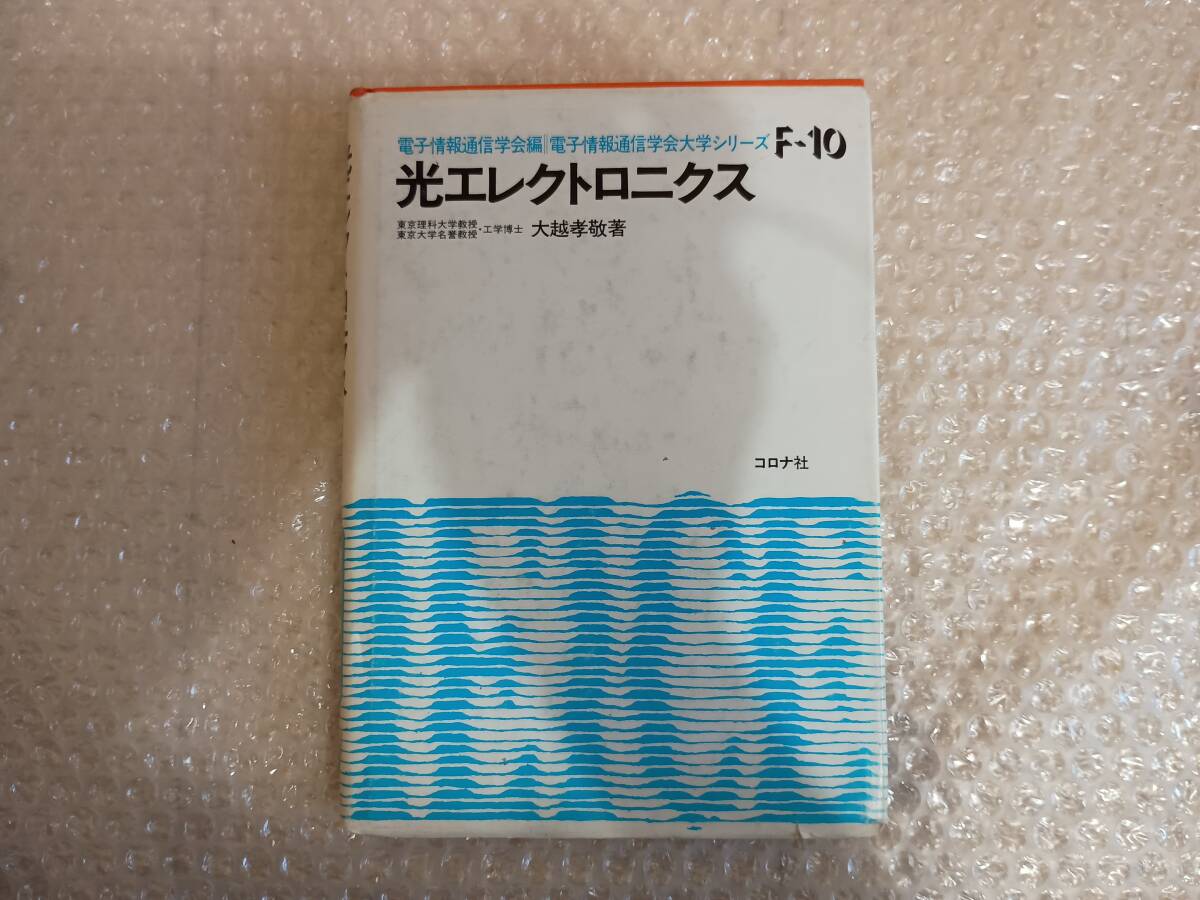 電子情報通信学会編||電子情報通信学会大学シリーズ F-10
光エレクトロニクス
東京理科大学教授
東京大学名誉教授・工学博士 大越孝敬著
コロナ社